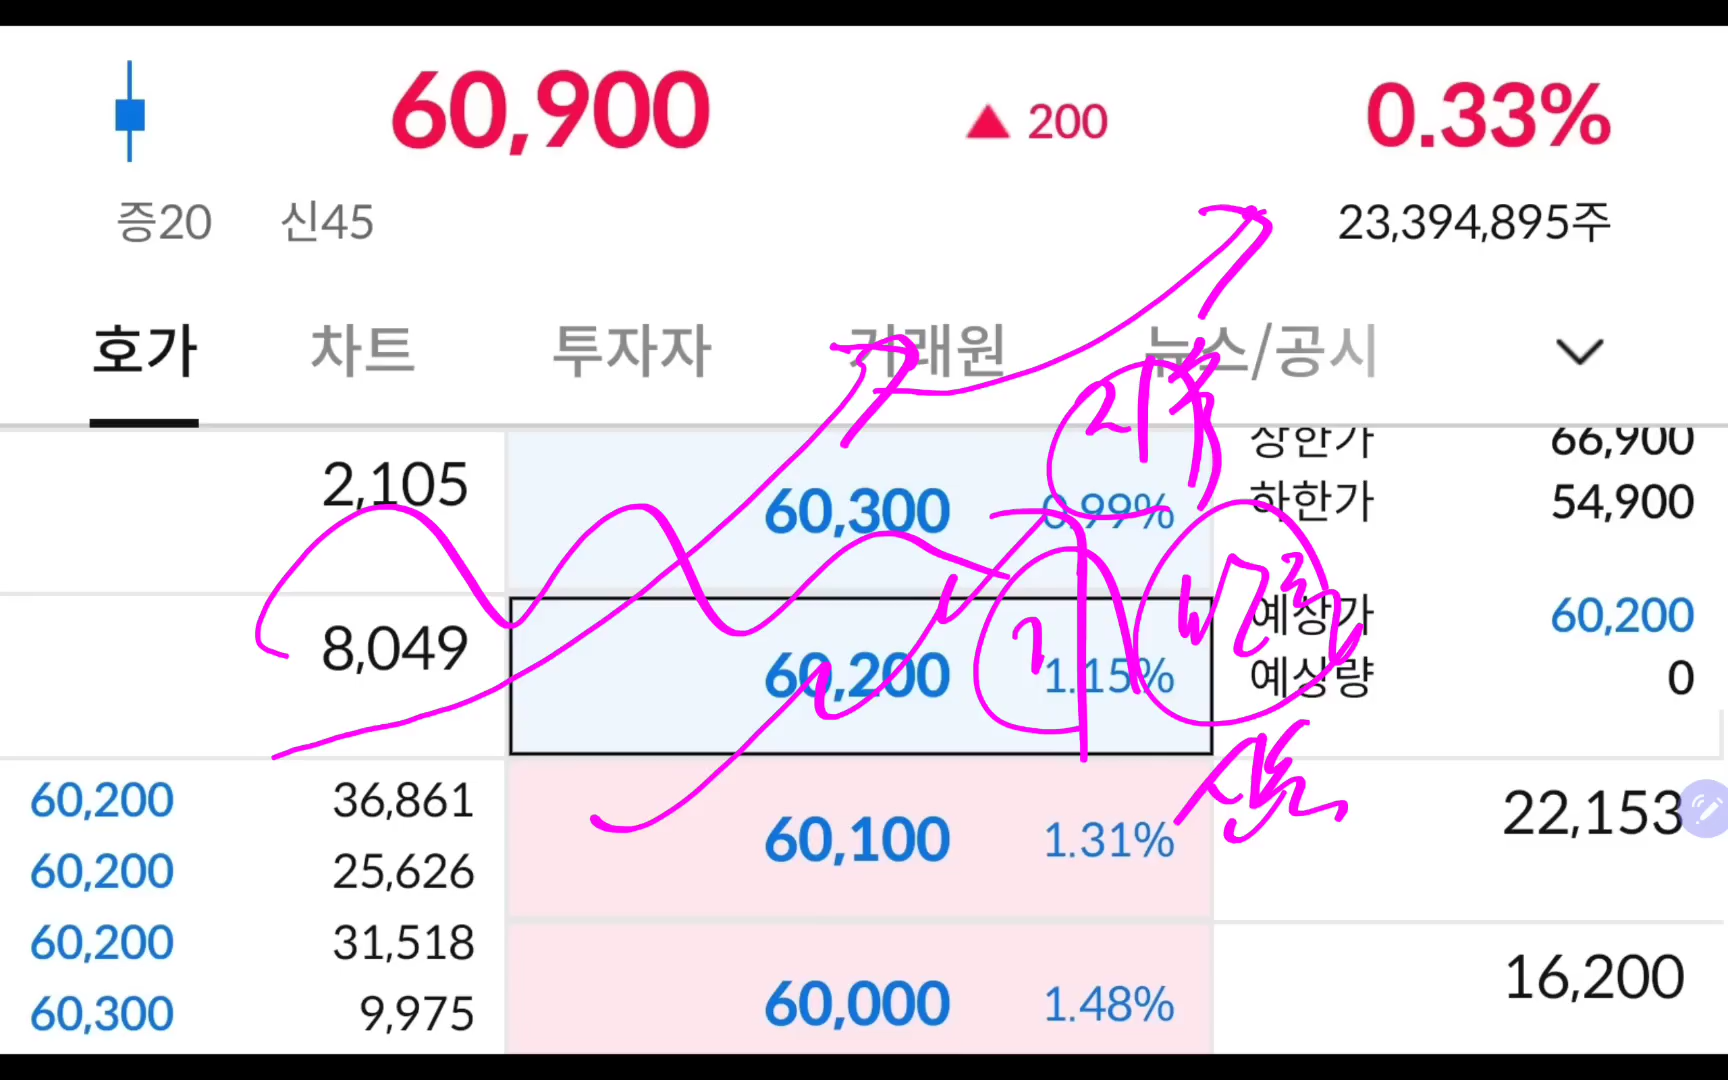 60,900 ▲ 200 0.33%
증20 신45 23,394,895주
호가 차트 투자자 거래원 뉴스/공시
2,105 60,300 0.99% 상한가 66,900
하한가 54,900
8,049 60,200 1.15% 예상가 60,200
예상량 0
60,200 36,861 60,100 1.31% 22,153
60,200 25,626
60,200 31,518 60,000 1.48% 16,200
60,300 9,975